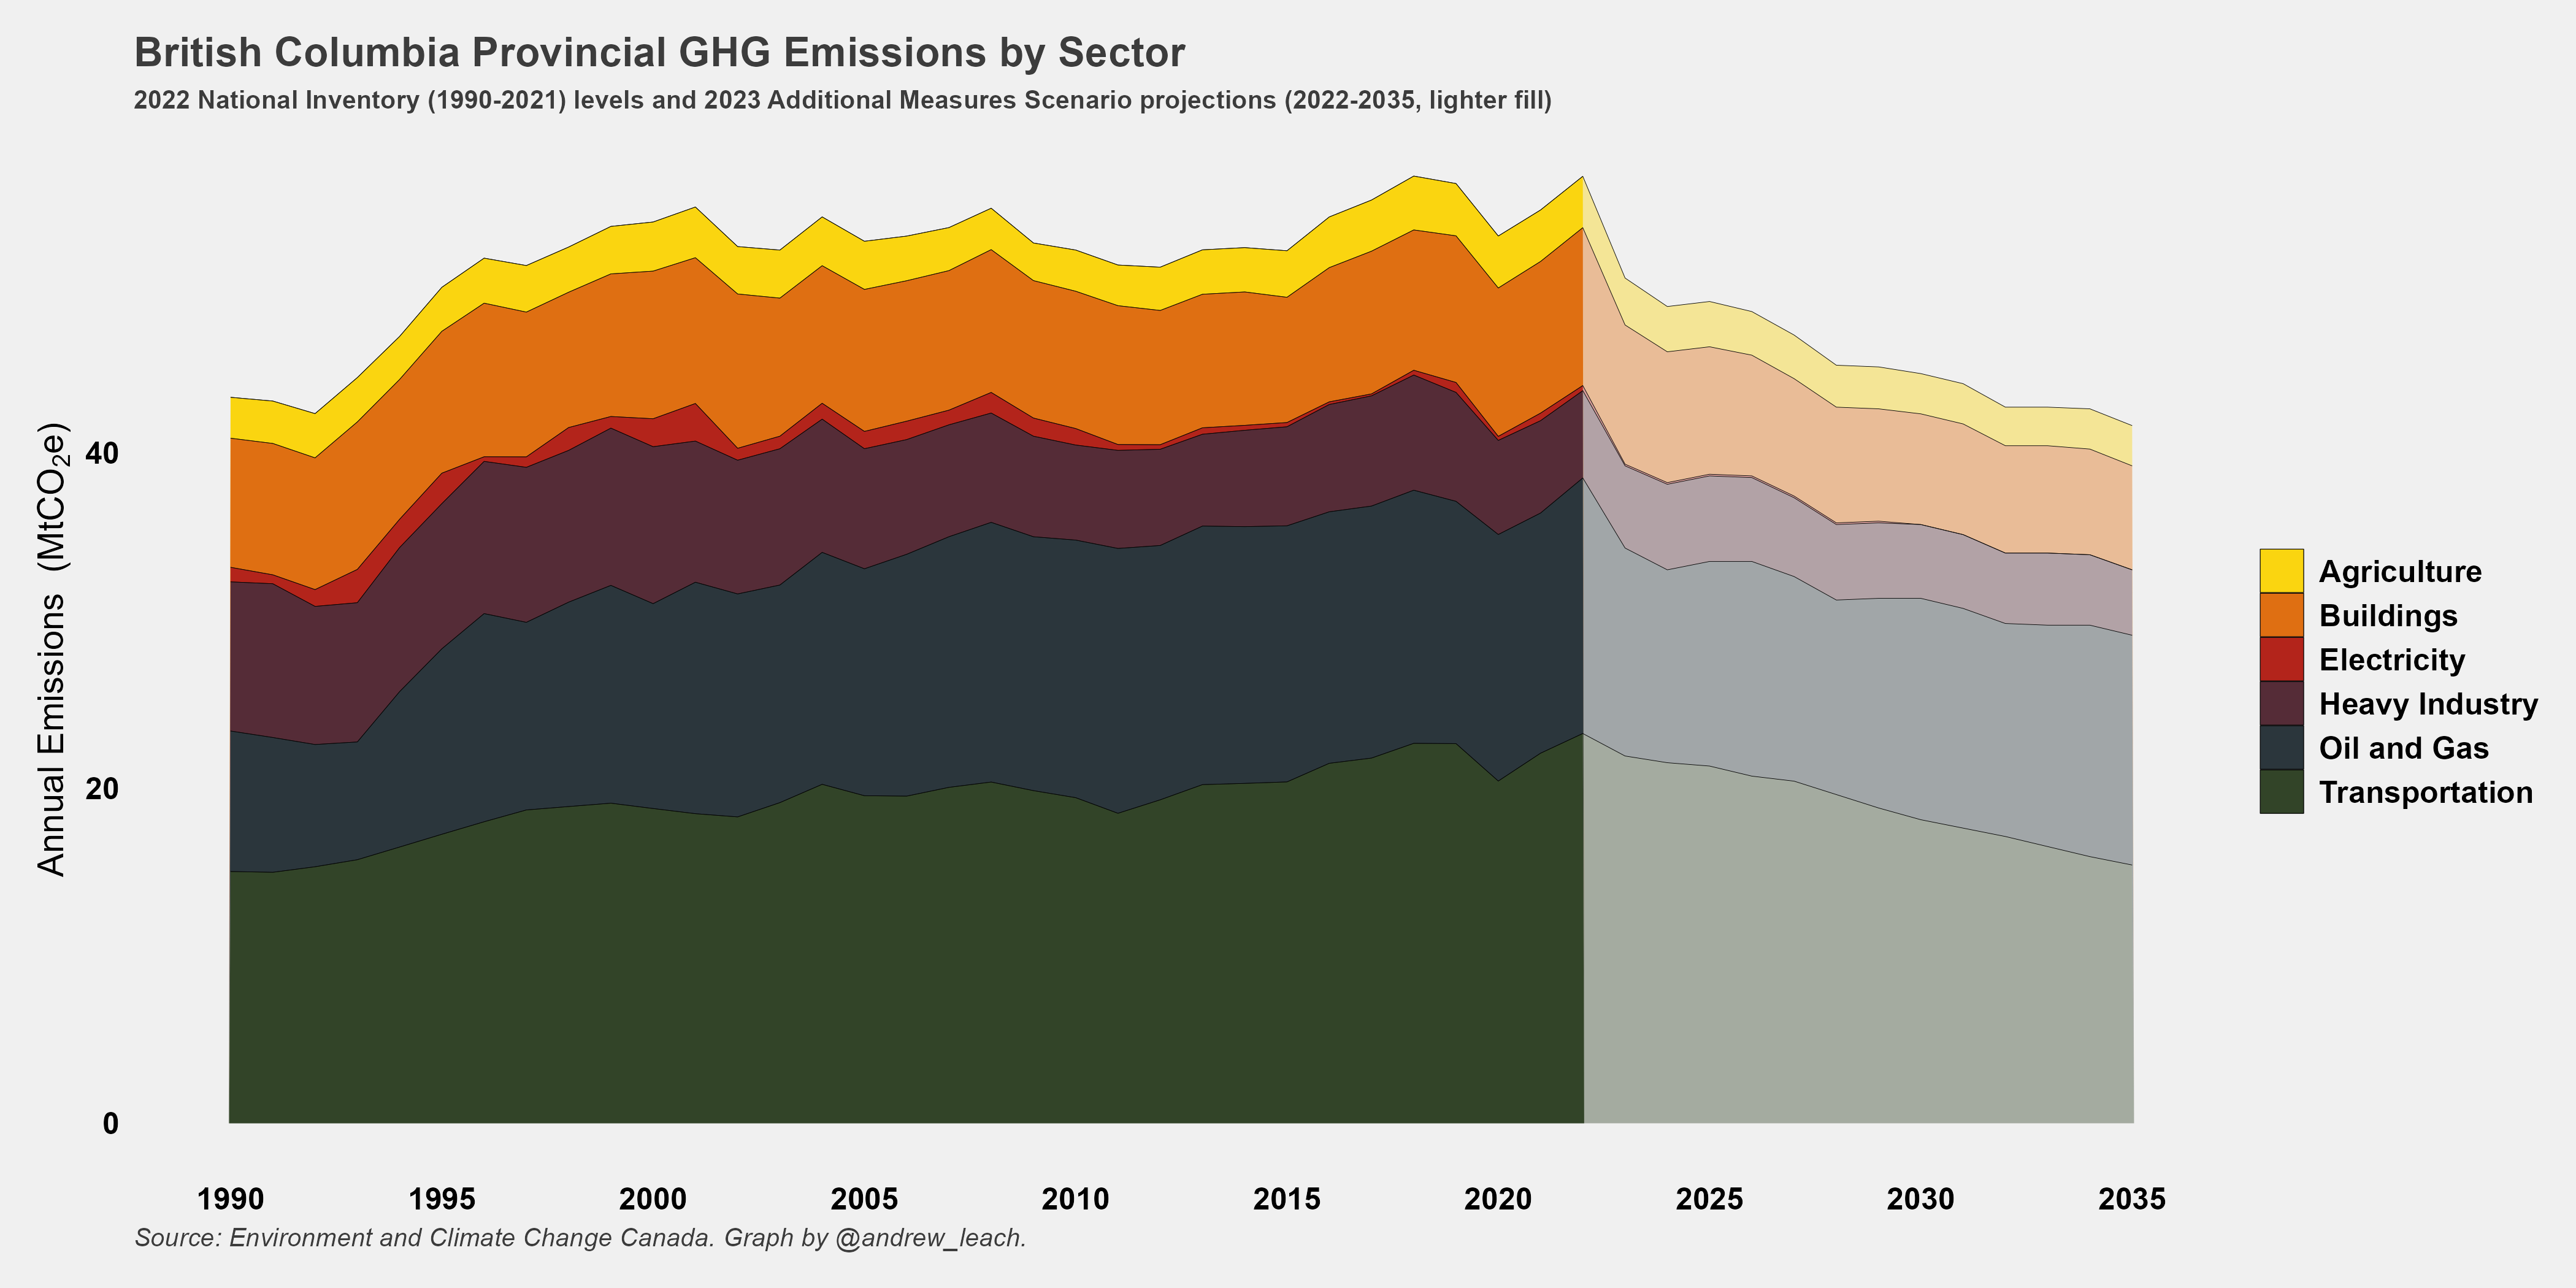 British Columbia Provincial GHG Emissions by Sector
2022 National Inventory (1990-2021) levels and 2023 Additional Measures Scenario projections (2022-2035, lighter fill)
Annual Emissions (MtCO₂e)
40
20
0
Agriculture
Buildings
Electricity
Heavy Industry
Oil and Gas
Transportation
1990 1995 2000 2005 2010 2015 2020 2025 2030 2035
Source: Environment and Climate Change Canada. Graph by @andrew_leach.